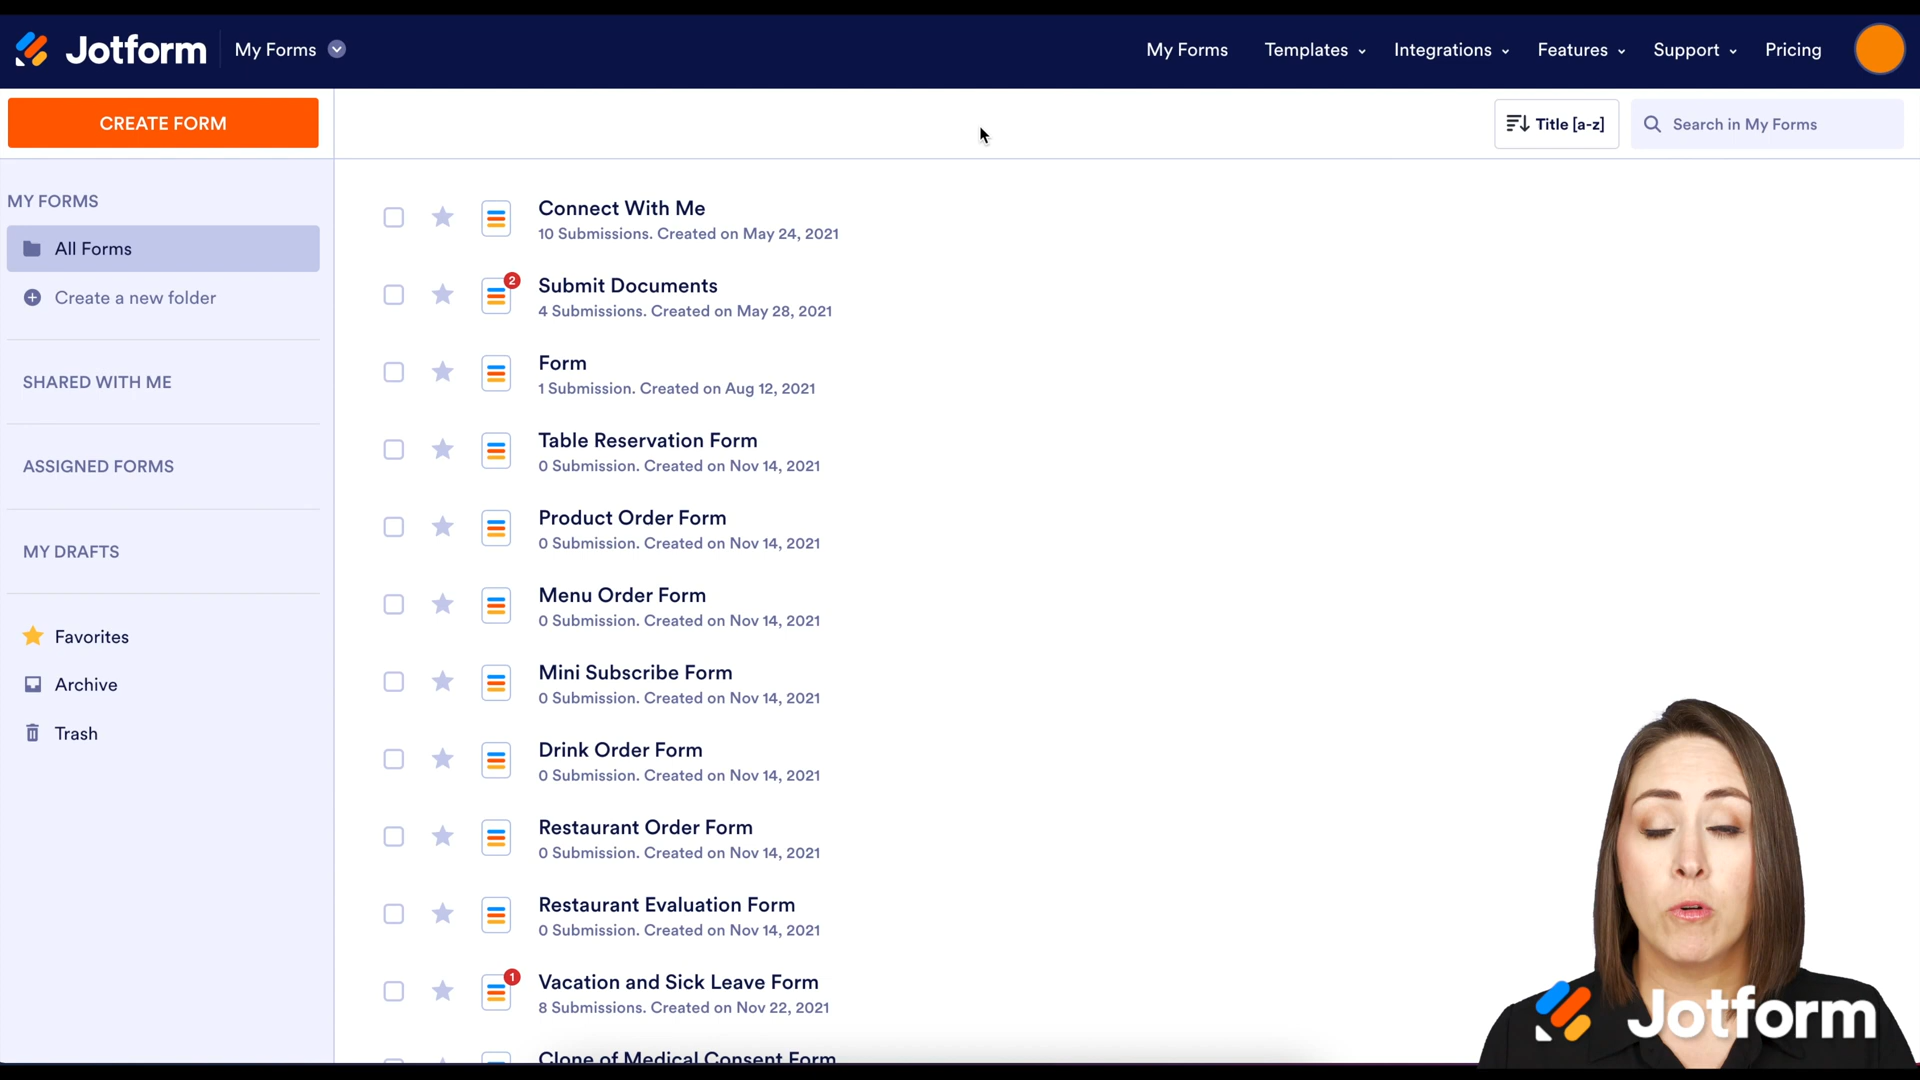 Jotform
My Forms
My Forms
Templates
Integrations
Features
Support
Pricing
CREATE FORM
Title [a-z]
Search in My Forms
MY FORMS
All Forms
Create a new folder
SHARED WITH ME
ASSIGNED FORMS
MY DRAFTS
Favorites
Archive
Trash
Connect With Me
10 Submissions. Created on May 24, 2021
2
Submit Documents
4 Submissions. Created on May 28, 2021
Form
1 Submission. Created on Aug 12, 2021
Table Reservation Form
0 Submission. Created on Nov 14, 2021
Product Order Form
0 Submission. Created on Nov 14, 2021
Menu Order Form
0 Submission. Created on Nov 14, 2021
Mini Subscribe Form
0 Submission. Created on Nov 14, 2021
Drink Order Form
0 Submission. Created on Nov 14, 2021
Restaurant Order Form
0 Submission. Created on Nov 14, 2021
Restaurant Evaluation Form
0 Submission. Created on Nov 14, 2021
1
Vacation and Sick Leave Form
8 Submissions. Created on Nov 22, 2021
Clone of Medical Consent Form
Jotform